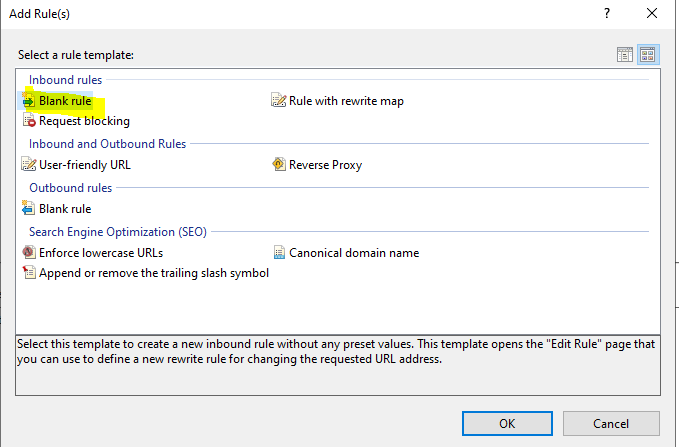 Add Rule(s)
?
Select a rule template:
Inbound rules
Blank rule
Rule with rewrite map
Request blocking
Inbound and Outbound Rules
User-friendly URL
Reverse Proxy
Outbound rules
Blank rule
Search Engine Optimization (SEO)
Enforce lowercase URLs
Canonical domain name
Append or remove the trailing slash symbol
Select this template to create a new inbound rule without any preset values. This template opens the "Edit Rule" page that
you can use to define a new rewrite rule for changing the requested URL address.
OK
Cancel